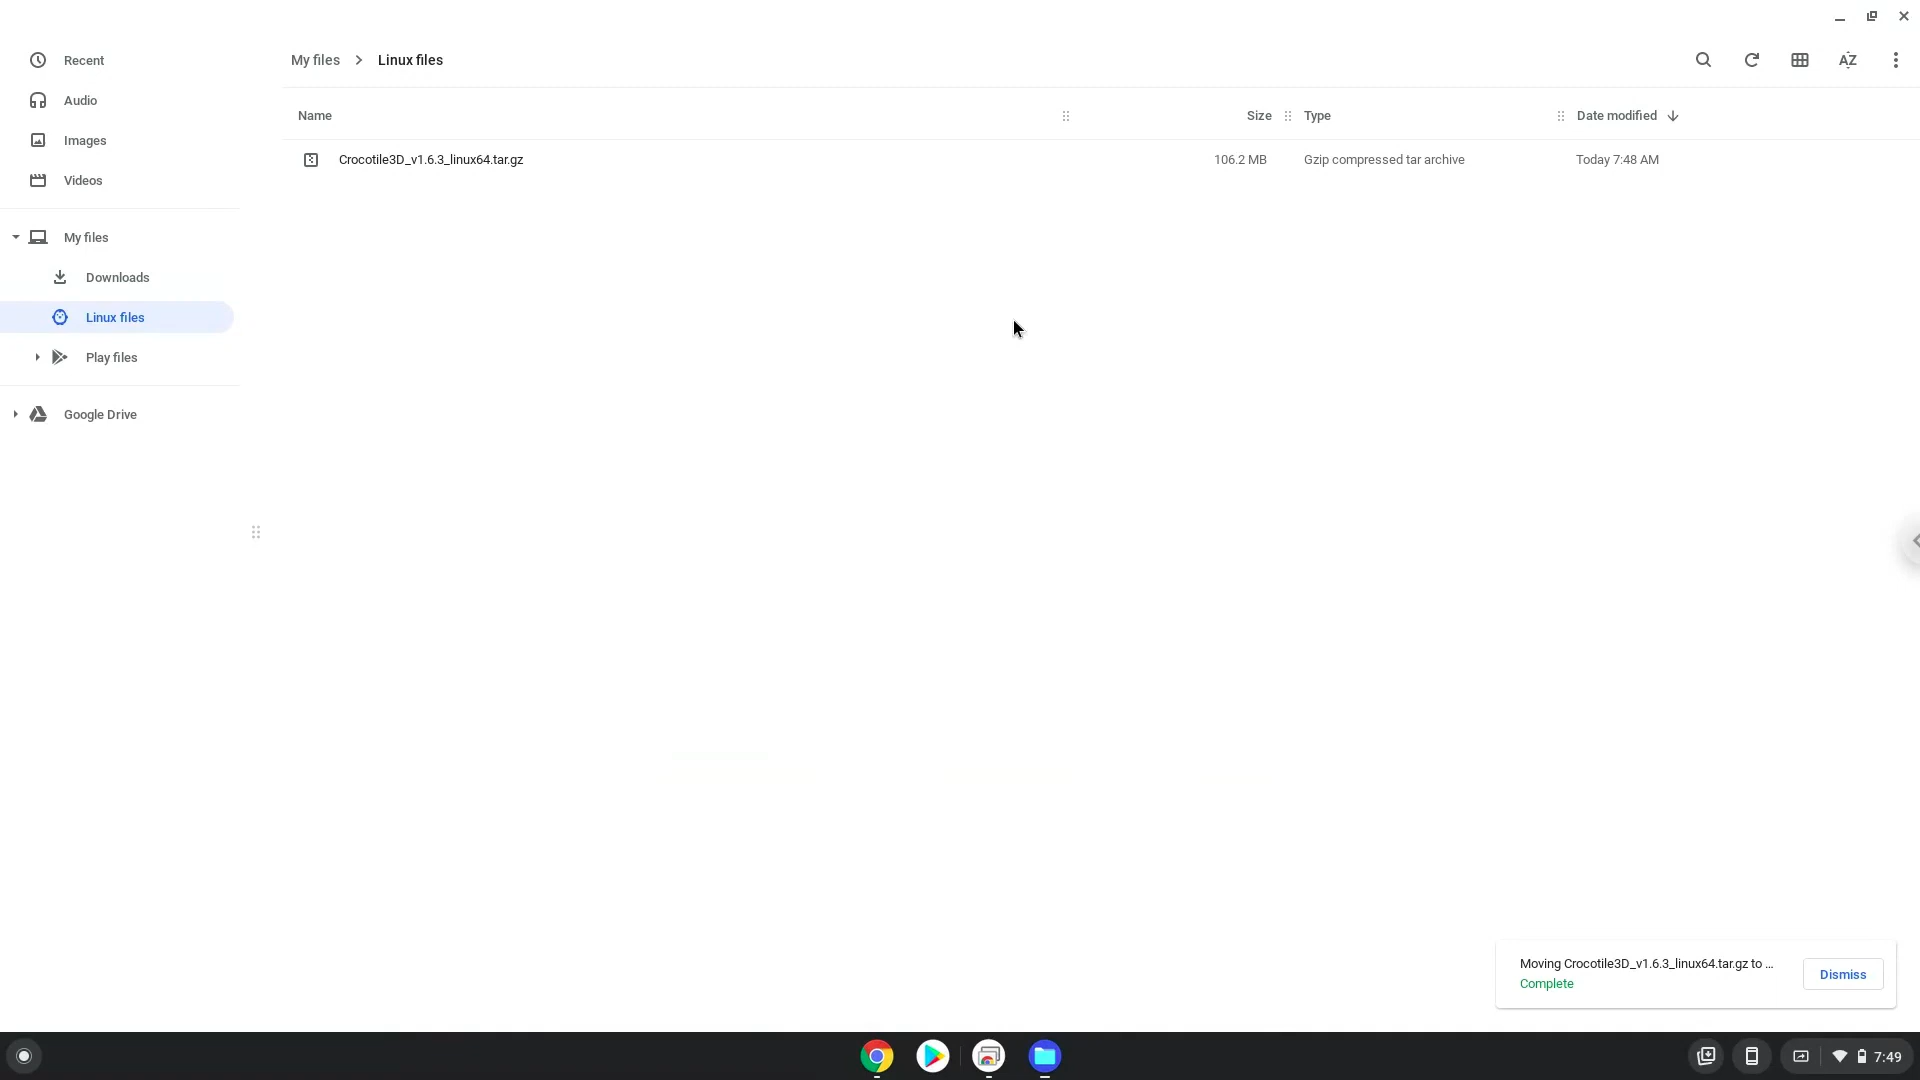 Recent
Audio
Images
Videos
My files
Downloads
Linux files
Play files
Google Drive
My files > Linux files
AZ
Name Size Type Date modified
Crocotile3D_v1.6.3_linux64.tar.gz 106.2 MB Gzip compressed tar archive Today 7:48 AM
Moving Crocotile3D_v1.6.3_linux64.tar.gz to ...
Complete
Dismiss
7:49